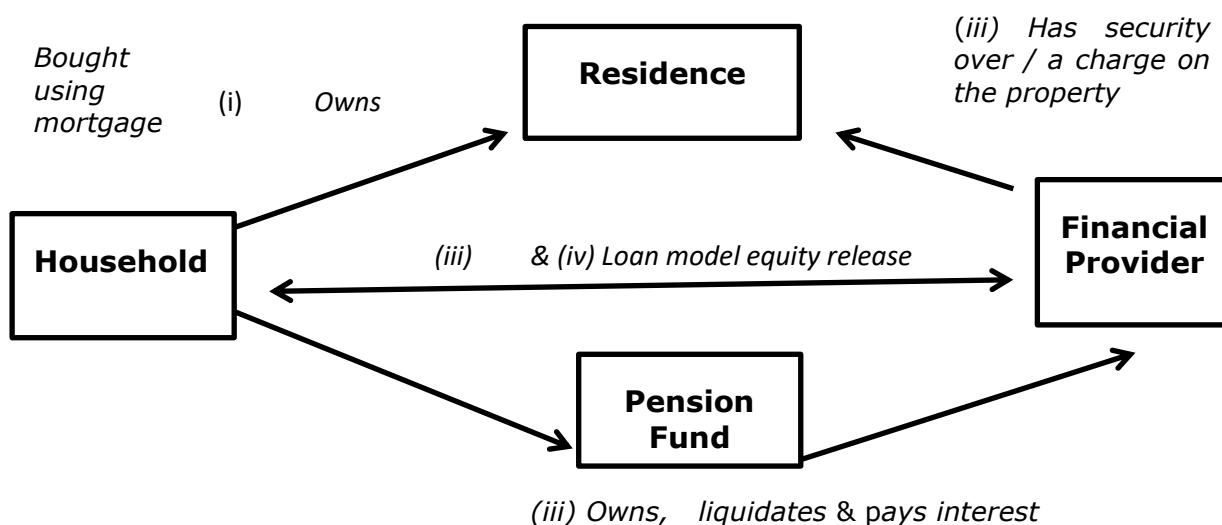 Bought
using
mortgage
(i) Owns
Residence
(iii) Has security
over / a charge on
the property
Household
(iii) & (iv) Loan model equity release
Financial
Provider
Pension
Fund
(iii) Owns, liquidates & pays interest